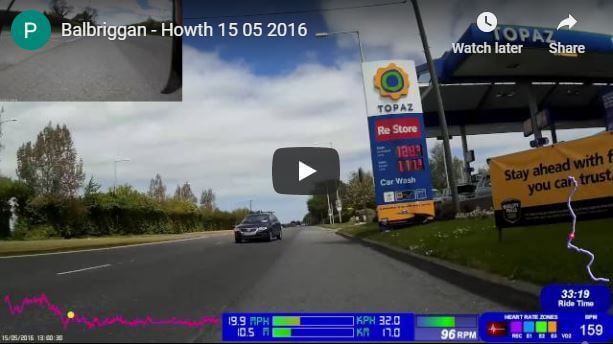 P
Balbriggan - Howth 15 05 2016
Watch later
Share
TOPAZ
TOPAZ
Re Store
Car Wash
Stay ahead with f
you can trust.
33:19
Ride Time
19.9 MPH KPH 32.0
10.5 M KM 17.0
96 RPM
HEART RATE ZONES
BPM
159
15/05/2016 13:00:30